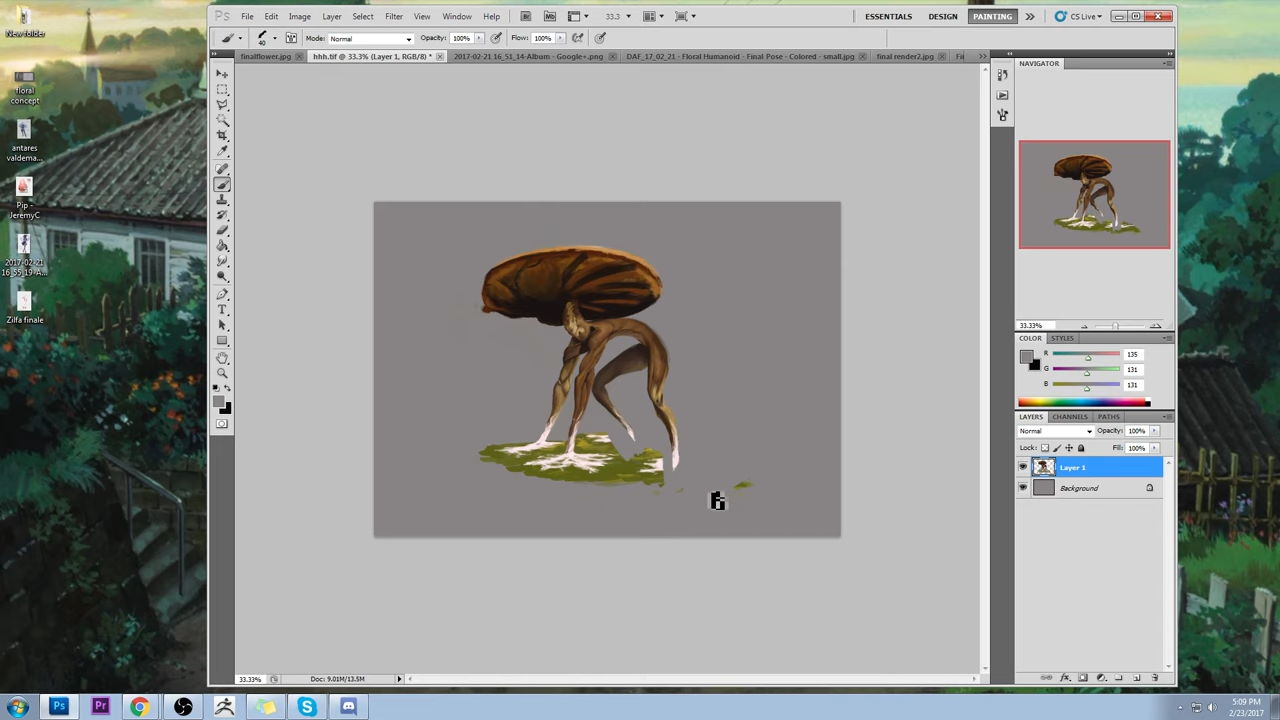 New folder
floral
concept
antares
valdema...
Pip -
JeremyC
2017-02-21
16_55_19-A...
Zilfa finale
Ps
File Edit Image Layer Select Filter View Window Help
Br Mb 33.3
ESSENTIALS DESIGN PAINTING CS Live
40 Mode: Normal Opacity: 100% Flow: 100%
finalflower.jpg hhh.tif @ 33.3% (Layer 1, RGB/8) * 2017-02-21 16_51_14-Album - Google+.png DAF_17_02_21 - Floral Humanoid - Final Pose - Colored - small.jpg final render2.jpg
NAVIGATOR
33.33%
COLOR STYLES
R 135
G 131
B 131
LAYERS CHANNELS PATHS
Normal Opacity: 100%
Lock: Fill: 100%
Layer 1
Background
33.33% Doc: 9.01M/13.5M
Ps Pr
5:09 PM
2/23/2017